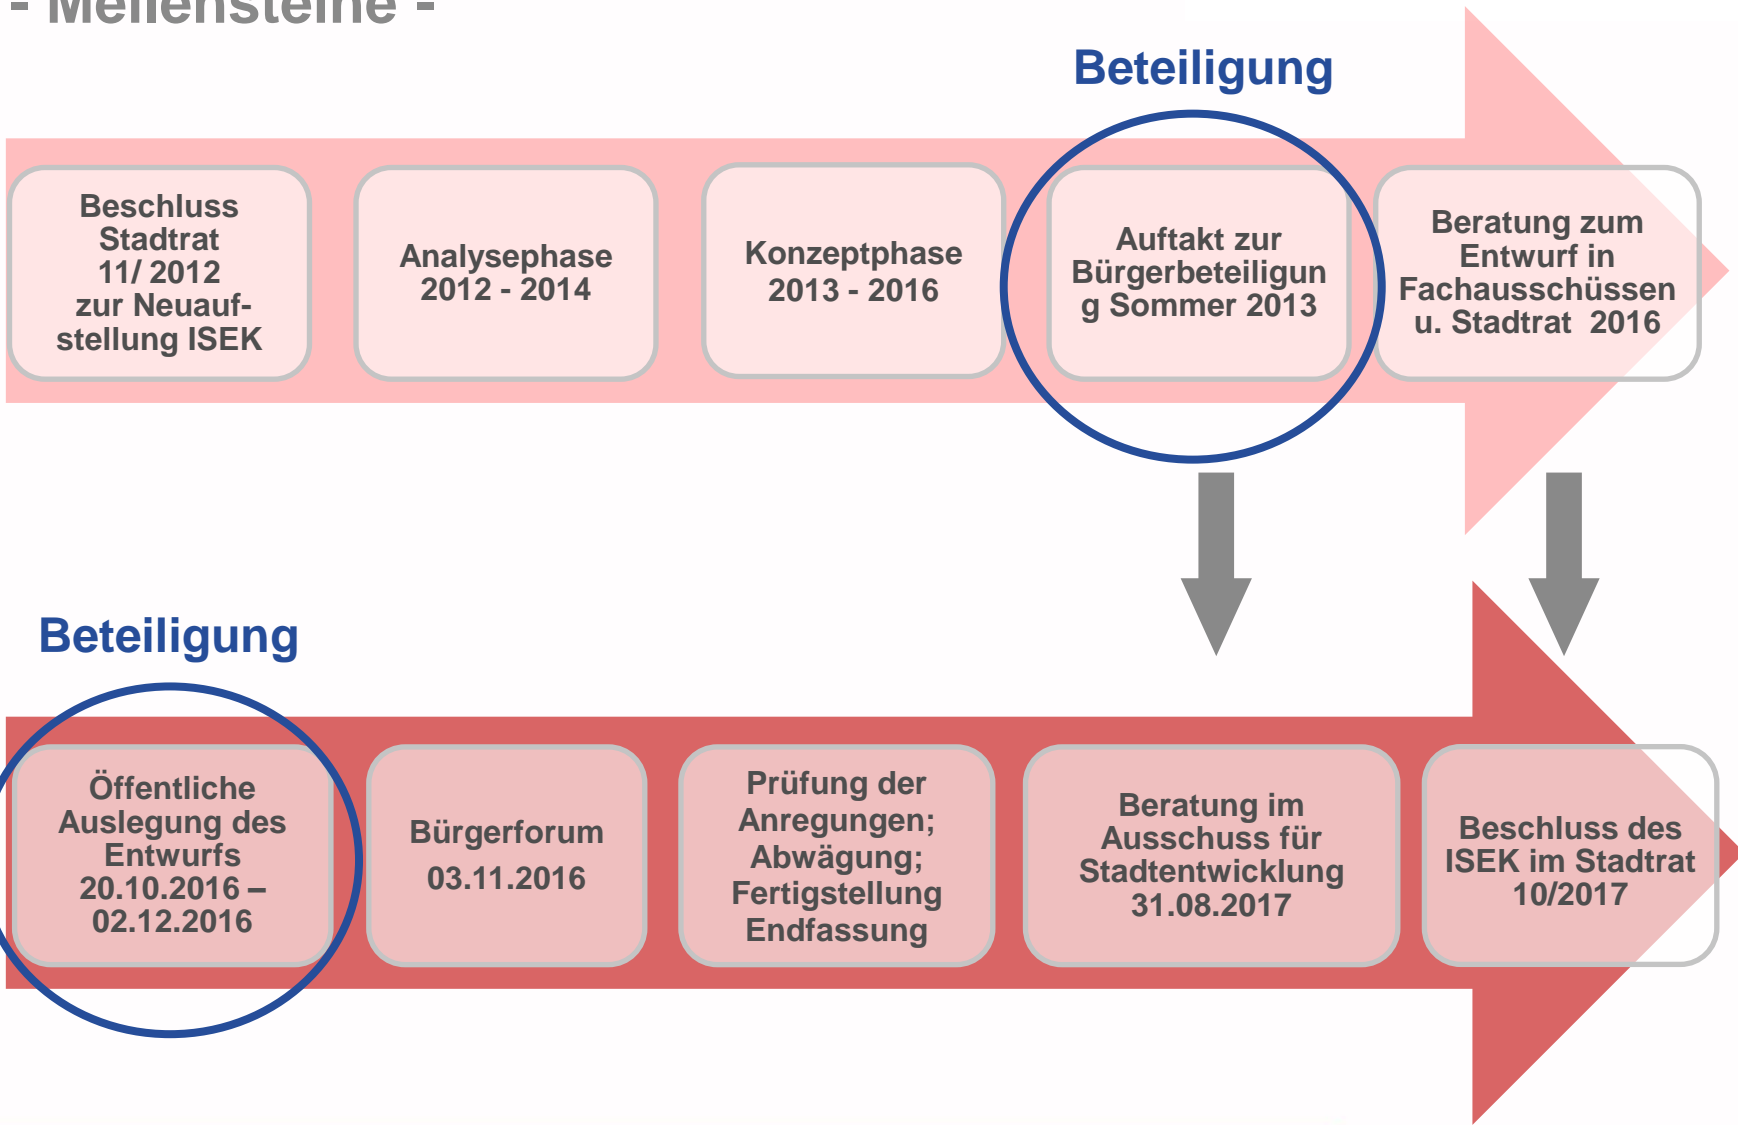 - Meilensteine -
Beteiligung
Beschluss
Stadtrat
11/ 2012
zur Neuauf-
stellung ISEK
Analysephase
2012 - 2014
Konzeptphase
2013 - 2016
Auftakt zur
Bürgerbeteiligun
g Sommer 2013
Beratung zum
Entwurf in
Fachausschüssen
u. Stadtrat 2016
Beteiligung
Öffentliche
Auslegung des
Entwurfs
20.10.2016 –
02.12.2016
Bürgerforum
03.11.2016
Prüfung der
Anregungen;
Abwägung;
Fertigstellung
Endfassung
Beratung im
Ausschuss für
Stadtentwicklung
31.08.2017
Beschluss des
ISEK im Stadtrat
10/2017